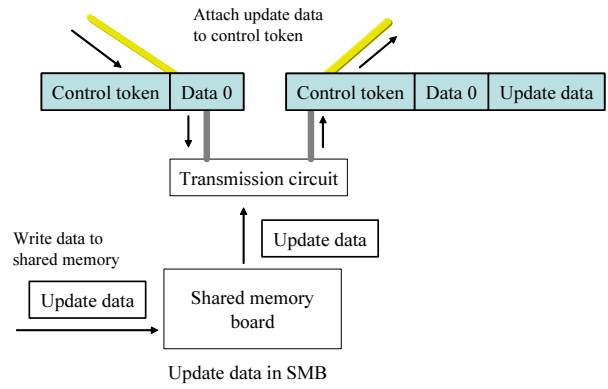 Attach update data
to control token
Control token Data 0
Control token Data 0 Update data
Transmission circuit
Write data to
shared memory
Update data
Update data
Shared memory
board
Update data in SMB